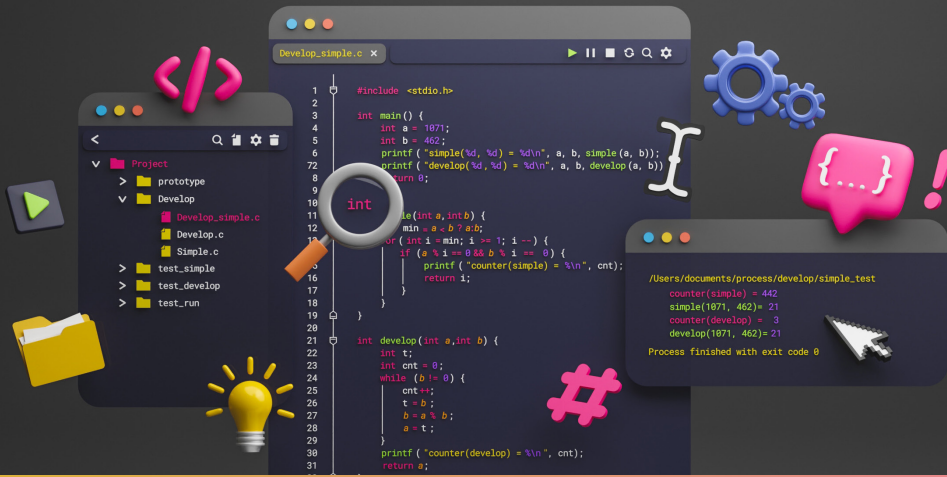 Develop_simple.c ×
1 #include <stdio.h>
2
3 int main() {
4 int a = 1071;
5 int b = 462;
6 printf ("simple(%d, %d) = %d\n", a, b, simple(a, b));
72 printf ("develop(%d,%d) = %d\n", a, b, develop(a, b))
8 return 0;
9
10
int
11 le(int a,int b) {
12 min = a < b ? a:b;
or (int i = min; i >= 1; i --) {
if (a % i == 0 && b % i == 0) {
printf ("counter(simple) = %\n", cnt);
16 return i;
17 }
18 }
19 }
20
21 int develop(int a,int b) {
22 int t;
23 int cnt = 0;
24 while (b != 0) {
25 cnt++;
26 t = b ;
27 b = a % b ;
28 a = t ;
29 }
30 printf ("counter(develop) = %\n", cnt);
31 return a;
</>
<
Project
> prototype
Develop
Develop_simple.c
Develop.c
Simple.c
> test_simple
> test_develop
> test_run
{...}
!
#
/Users/documents/process/develop/simple_test
counter(simple) = 442
simple(1071, 462)= 21
counter(develop) = 3
develop(1071, 462)= 21
Process finished with exit code 0